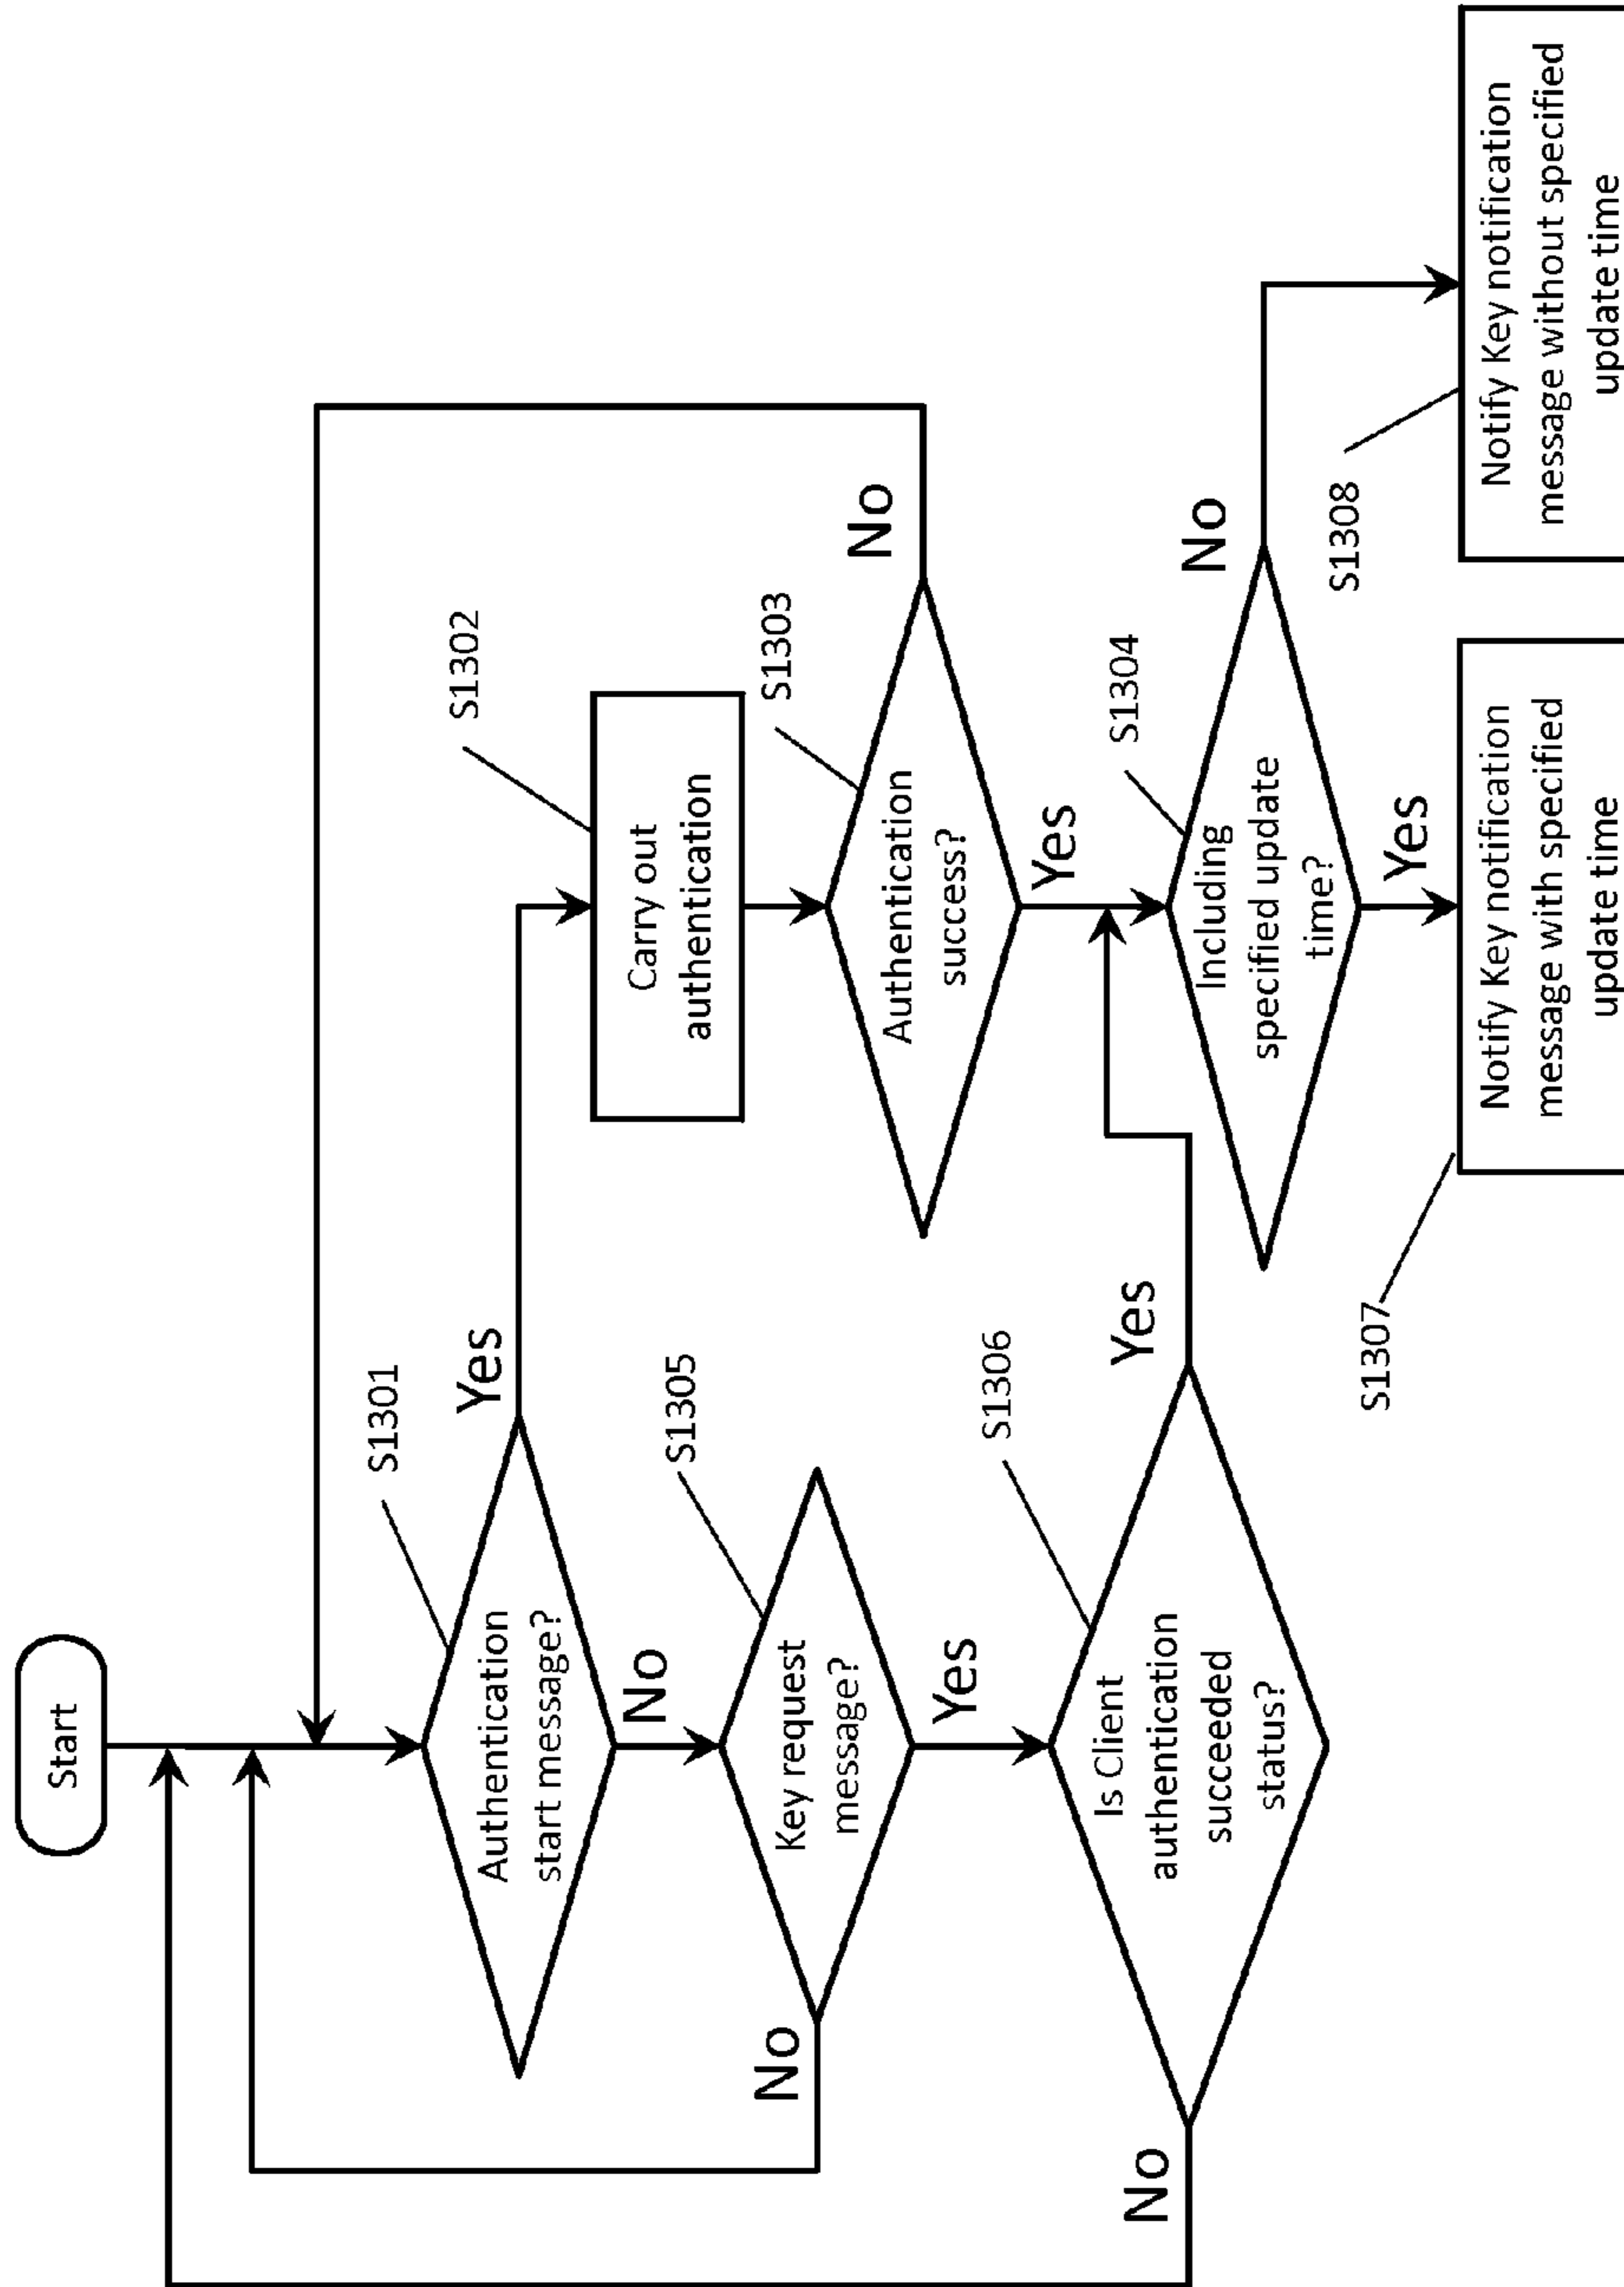 Start
S1301
Authentication
start message?
Yes
No
S1302
Carry out
authentication
S1305
Key request
message?
No
Yes
S1303
Authentication
success?
No
Yes
S1306
Is Client
authentication
succeeded
status?
No
Yes
S1304
Including
specified update
time?
No
Yes
S1307
Notify Key notification
message with specified
update time
S1308
Notify Key notification
message without specified
update time